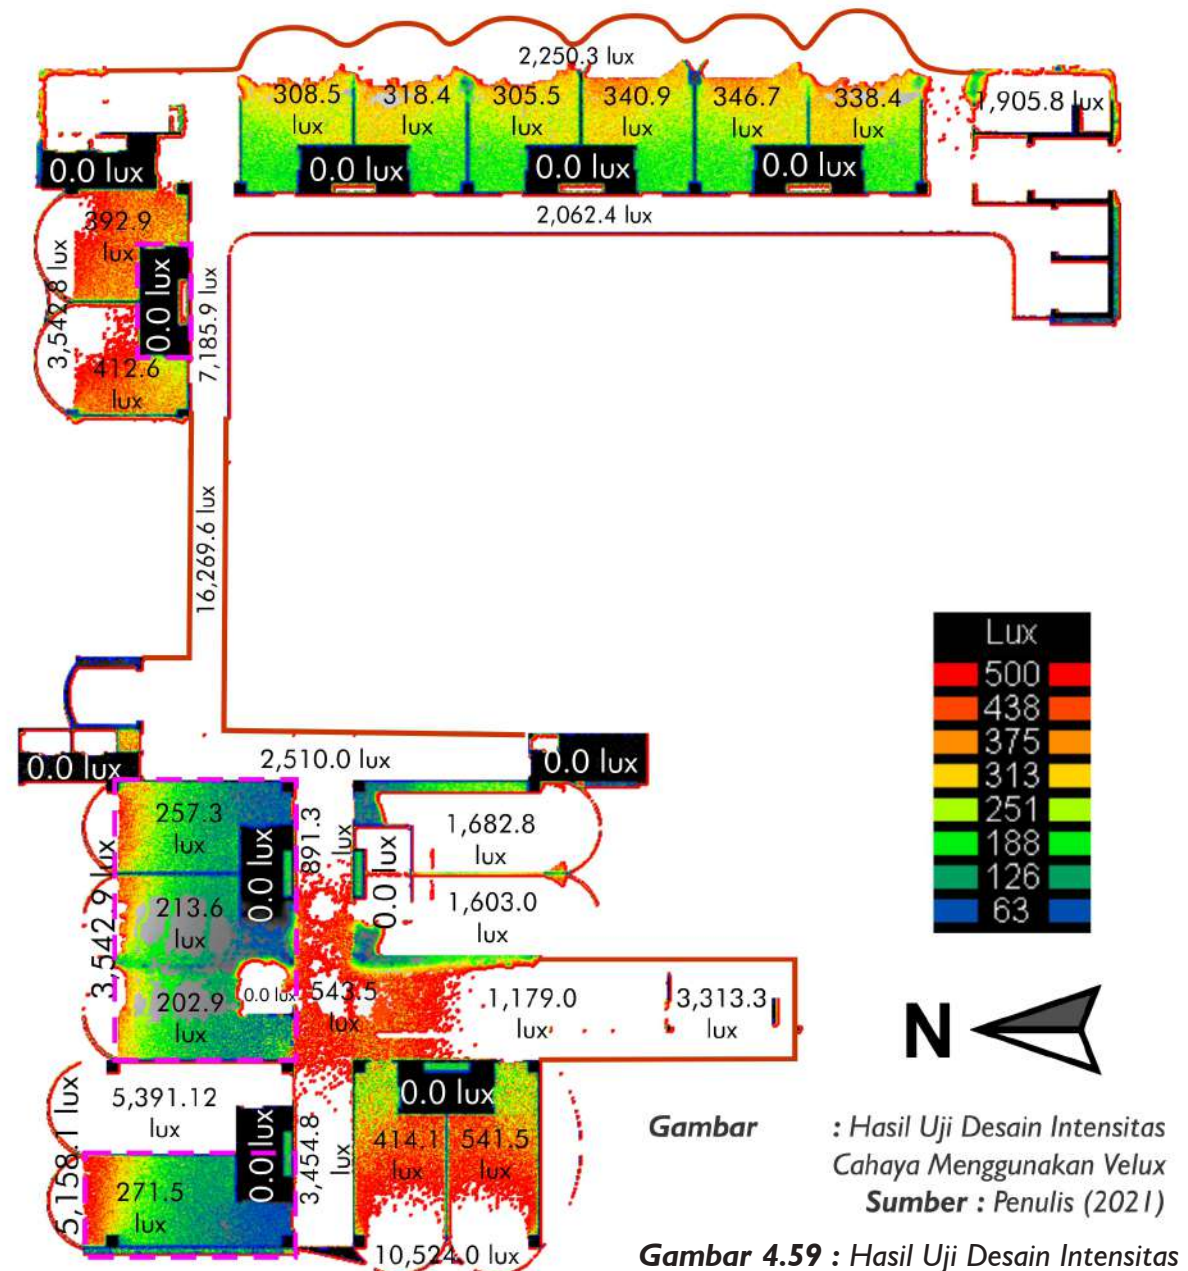 2,250.3 lux
308.5
lux
318.4
lux
305.5
lux
340.9
lux
346.7
lux
338.4
lux
1,905.8 lux
0.0 lux
0.0 lux
0.0 lux
0.0 lux
2,062.4 lux
392.9
lux
3,542.8 lux
0.0 lux
7,185.9 lux
412.6
lux
16,269.6 lux
Lux
500
438
375
313
251
188
126
63
0.0 lux
2,510.0 lux
0.0 lux
257.3
lux
0.0 lux
891.3
lux
0.0 lux
1,682.8
lux
3,542.9 lux
213.6
lux
1,603.0
lux
202.9
lux
0.0 lux
543.5
lux
1,179.0
lux
3,313.3
lux
N
5,391.12
lux
0.0 lux
0.0 lux
5,158.1 lux
3,454.8
lux
414.1
lux
541.5
lux
271.5
lux
10,524.0 lux
Gambar : Hasil Uji Desain Intensitas
Cahaya Menggunakan Velux
Sumber : Penulis (2021)
Gambar 4.59 : Hasil Uji Desain Intensitas